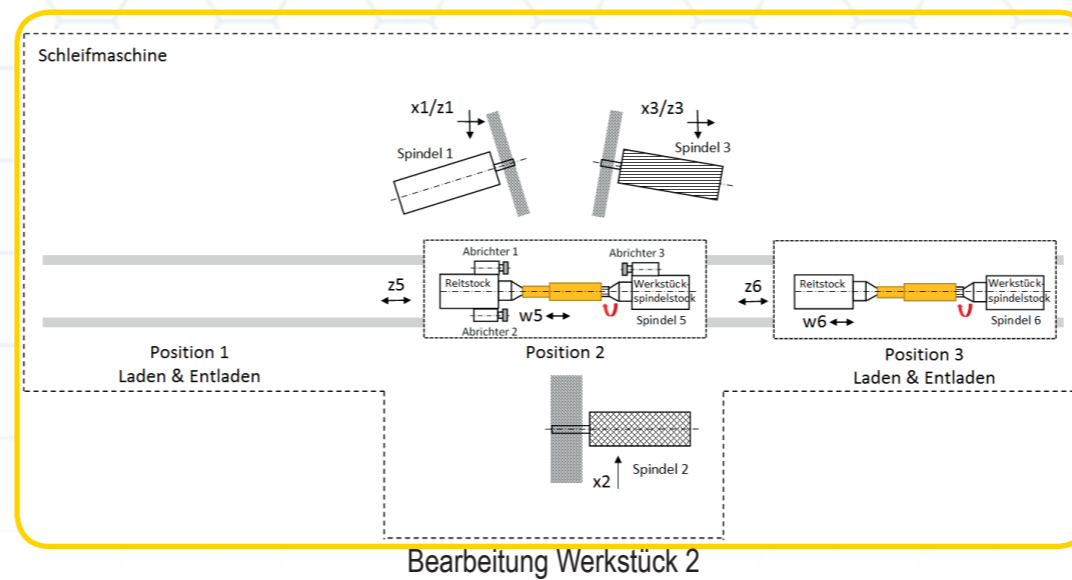 Schleifmaschine
x1/z1
x3/z3
Spindel 1
Spindel 3
Abrichter 1
Abrichter 3
z5
Reitstock
Werkstück-
spindelstock
w5
Spindel 5
Abrichter 2
z6
Reitstock
Werkstück-
spindelstock
w6
Spindel 6
Position 1
Laden & Entladen
Position 2
Position 3
Laden & Entladen
Spindel 2
x2
Bearbeitung Werkstück 2